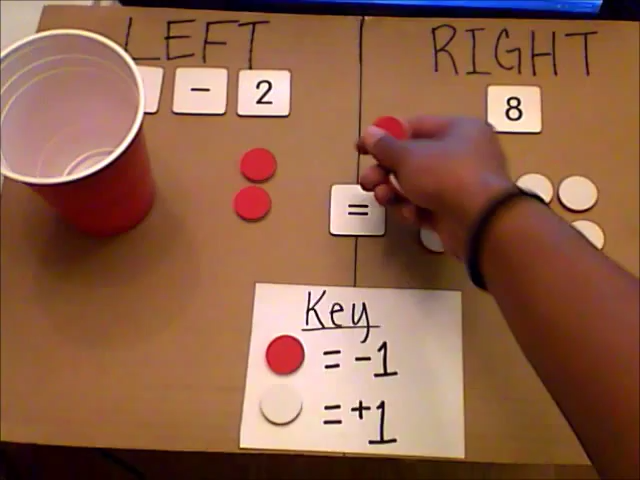 LEFT
RIGHT
- 2
8
=
Key
= -1
= +1